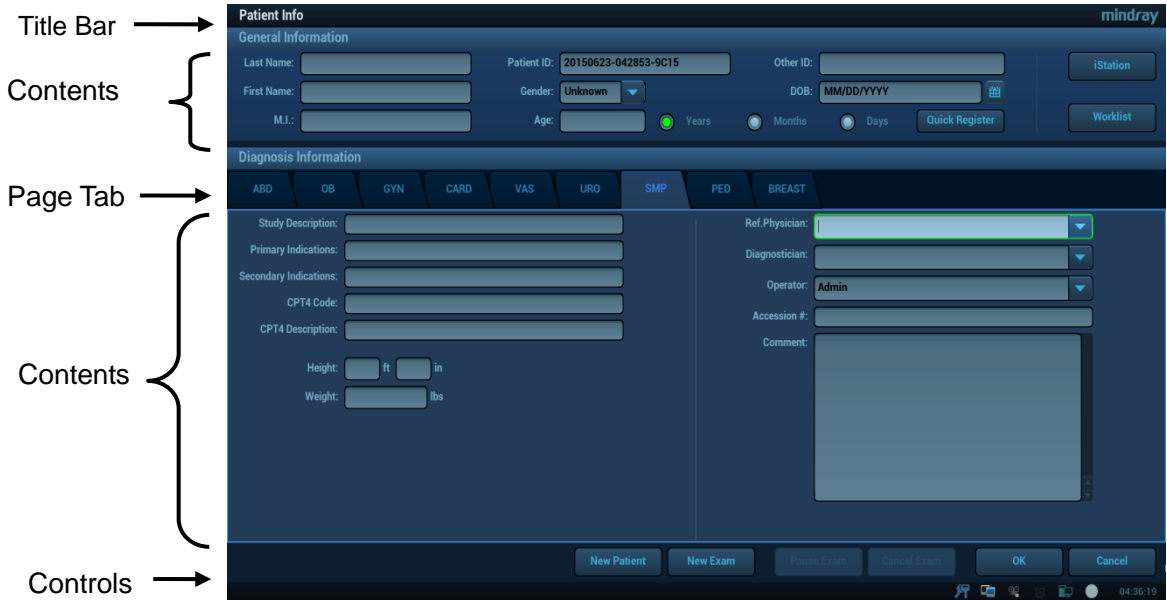 Title Bar
Patient Info mindray
General Information
Contents
Last Name: Patient ID: 20150623-042853-9C15 Other ID: iStation
First Name: Gender: Unknown DOB: MM/DD/YYYY
M.I.: Age: Years Months Days Quick Register Worklist
Diagnosis Information
Page Tab
ABD OB GYN CARD VAS URO SMP PED BREAST
Contents
Study Description: Ref.Physician:
Primary Indications: Diagnostician:
Secondary Indications: Operator: Admin
CPT4 Code: Accession #:
CPT4 Description: Comment:
Height: ft in
Weight: lbs
Controls
New Patient New Exam Pause Exam Cancel Exam OK Cancel
04:36:19